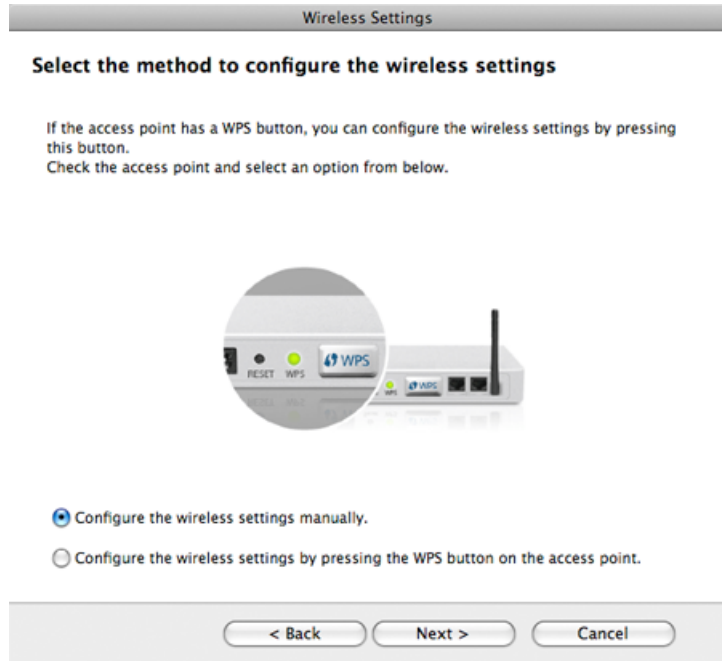 Wireless Settings
Select the method to configure the wireless settings
If the access point has a WPS button, you can configure the wireless settings by pressing
this button.
Check the access point and select an option from below.
RESET WPS WPS
WPS WPS
Configure the wireless settings manually.
Configure the wireless settings by pressing the WPS button on the access point.
< Back Next > Cancel